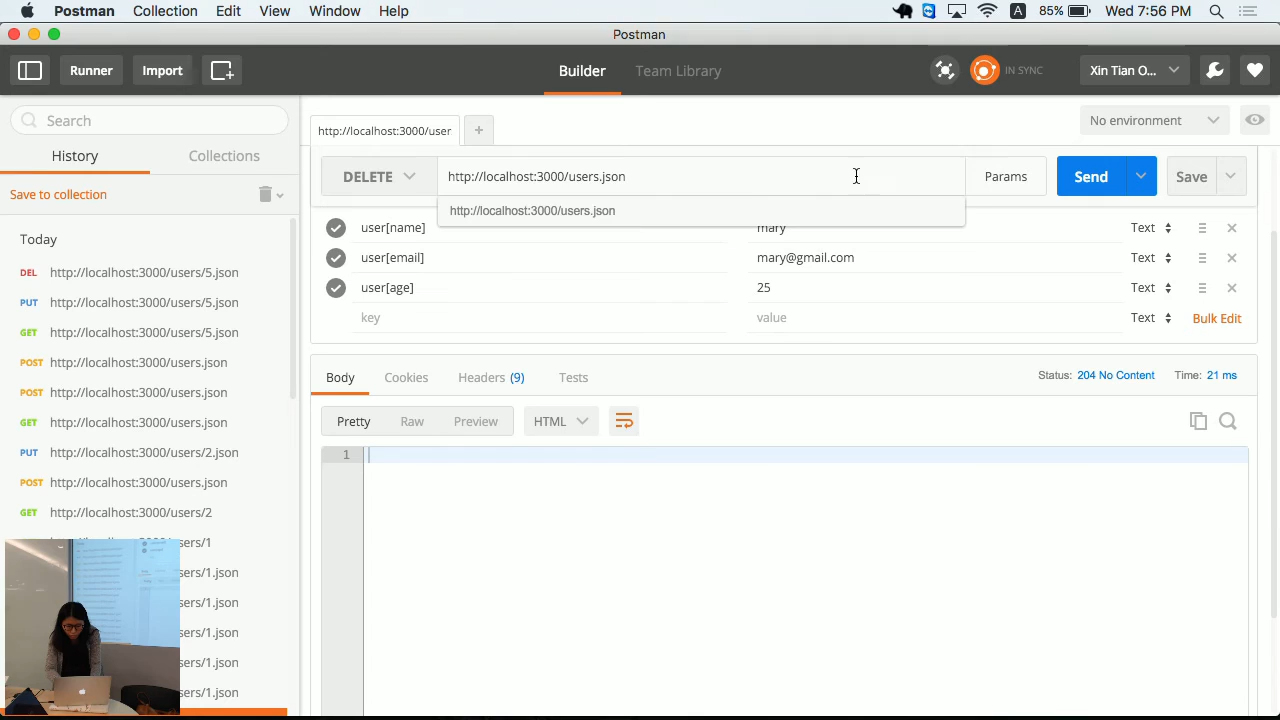 Postman Collection Edit View Window Help A 85% Wed 7:56 PM
Postman
Runner Import Builder Team Library IN SYNC Xin Tian O...
Search
http://localhost:3000/user + No environment
History Collections
Save to collection
DELETE http://localhost:3000/users.json Params Send Save
http://localhost:3000/users.json
user[name] mary Text
user[email] mary@gmail.com Text
user[age] 25 Text
key value Text Bulk Edit
Today
DEL http://localhost:3000/users/5.json
PUT http://localhost:3000/users/5.json
GET http://localhost:3000/users/5.json
POST http://localhost:3000/users.json
POST http://localhost:3000/users.json
GET http://localhost:3000/users.json
PUT http://localhost:3000/users/2.json
POST http://localhost:3000/users.json
GET http://localhost:3000/users/2
sers/1
sers/1.json
sers/1.json
sers/1.json
sers/1.json
sers/1.json
Body Cookies Headers (9) Tests Status: 204 No Content Time: 21 ms
Pretty Raw Preview HTML
1